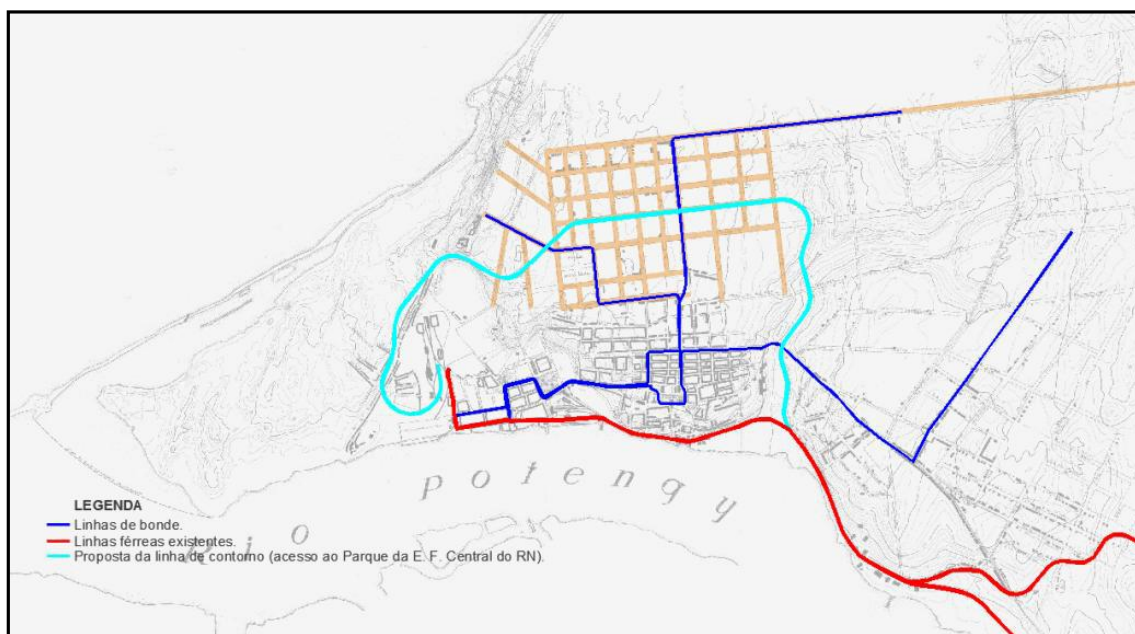 Rio
Potengy
LEGENDA
Linhas de bonde.
Linhas férreas existentes.
Proposta da linha de contorno (acesso ao Parque da E. F. Central do RN).